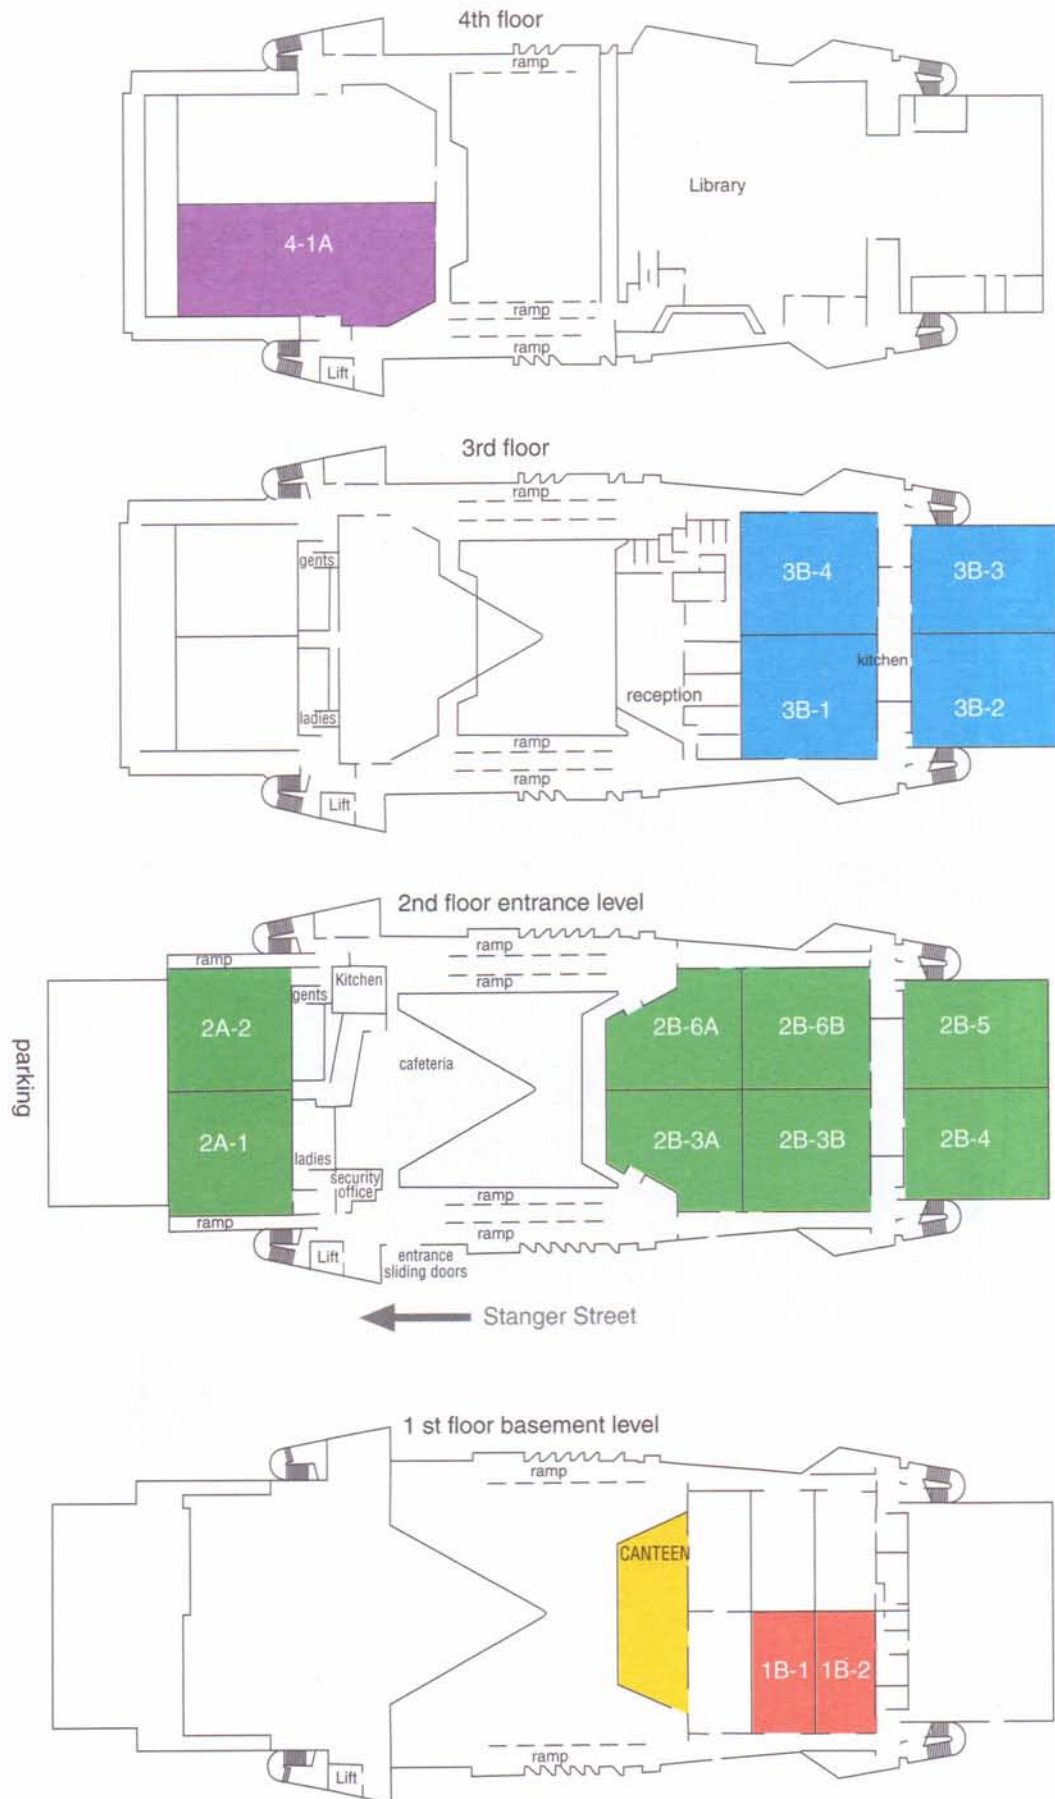 4th floor
ramp
Library
4-1A
ramp
ramp
Lift
3rd floor
ramp
gents
3B-4
3B-3
kitchen
reception
3B-1
3B-2
ladies
ramp
ramp
Lift
2nd floor entrance level
ramp
ramp
ramp
Kitchen
gents
2A-2
2B-6A
2B-6B
2B-5
parking
cafeteria
2A-1
2B-3A
2B-3B
2B-4
ladies
security
office
ramp
ramp
ramp
Lift
entrance
sliding doors
Stanger Street
1 st floor basement level
ramp
CANTEEN
1B-1
1B-2
ramp
Lift